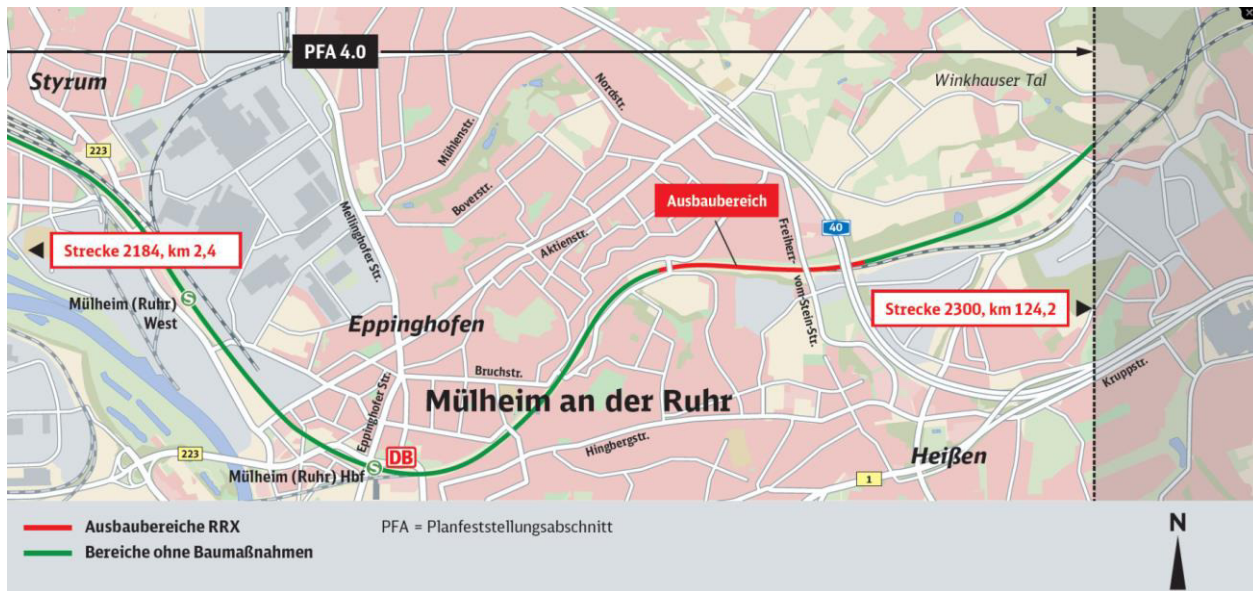 PFA 4.0
Styrum
223
Nordstr.
Winkhauser Tal
Mühlenstr.
Boverstr.
Mellinghofer Str.
Aktienstr.
Ausbaubereich
Freiherr-
vom-Stein-Str.
40
Strecke 2184, km 2,4
Mülheim (Ruhr)
West
S
Strecke 2300, km 124,2
Eppinghofen
Bruchstr.
Kruppstr.
Mülheim an der Ruhr
Eppinghofer Str.
Hingbergstr.
223
DB
Mülheim (Ruhr) Hbf
S
Heißen
1
Ausbaubereiche RRX
PFA = Planfeststellungsabschnitt
Bereiche ohne Baumaßnahmen
N